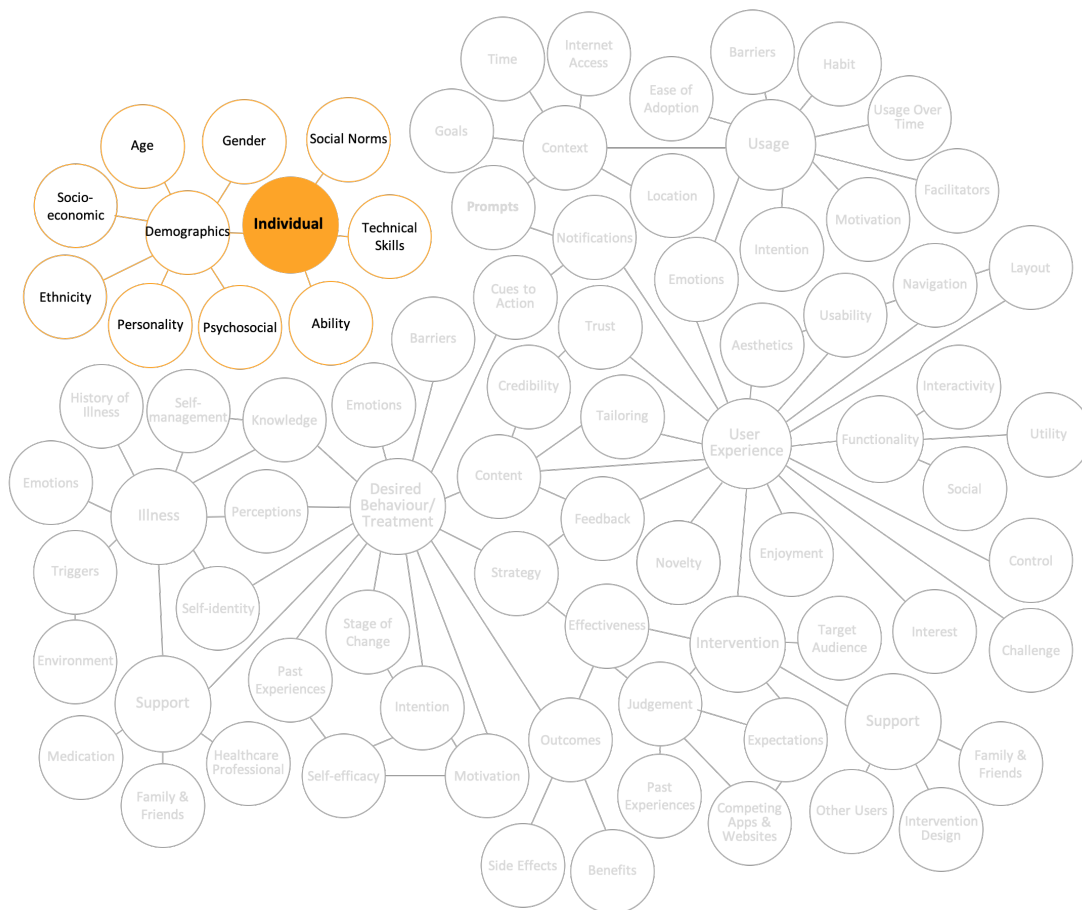 Time
Internet
Access
Barriers
Habit
Ease of
Adoption
Usage Over
Time
Goals
Context
Usage
Age
Gender
Social Norms
Socio-
economic
Demographics
Individual
Technical
Skills
Ethnicity
Personality
Psychosocial
Ability
Prompts
Location
Notifications
Facilitators
Motivation
Intention
Emotions
Cues to
Action
Trust
Layout
Navigation
Usability
Aesthetics
Barriers
Credibility
Tailoring
Interactivity
History of
Illness
Self-
management
Knowledge
Emotions
User
Experience
Functionality
Utility
Social
Emotions
Illness
Perceptions
Desired
Behaviour/
Treatment
Content
Feedback
Triggers
Self-identity
Strategy
Novelty
Enjoyment
Control
Stage of
Change
Effectiveness
Intervention
Target
Audience
Interest
Challenge
Environment
Past
Experiences
Support
Intention
Judgement
Support
Medication
Healthcare
Professional
Self-efficacy
Motivation
Outcomes
Expectations
Family &
Friends
Family &
Friends
Past
Experiences
Competing
Apps &
Websites
Other Users
Intervention
Design
Side Effects
Benefits